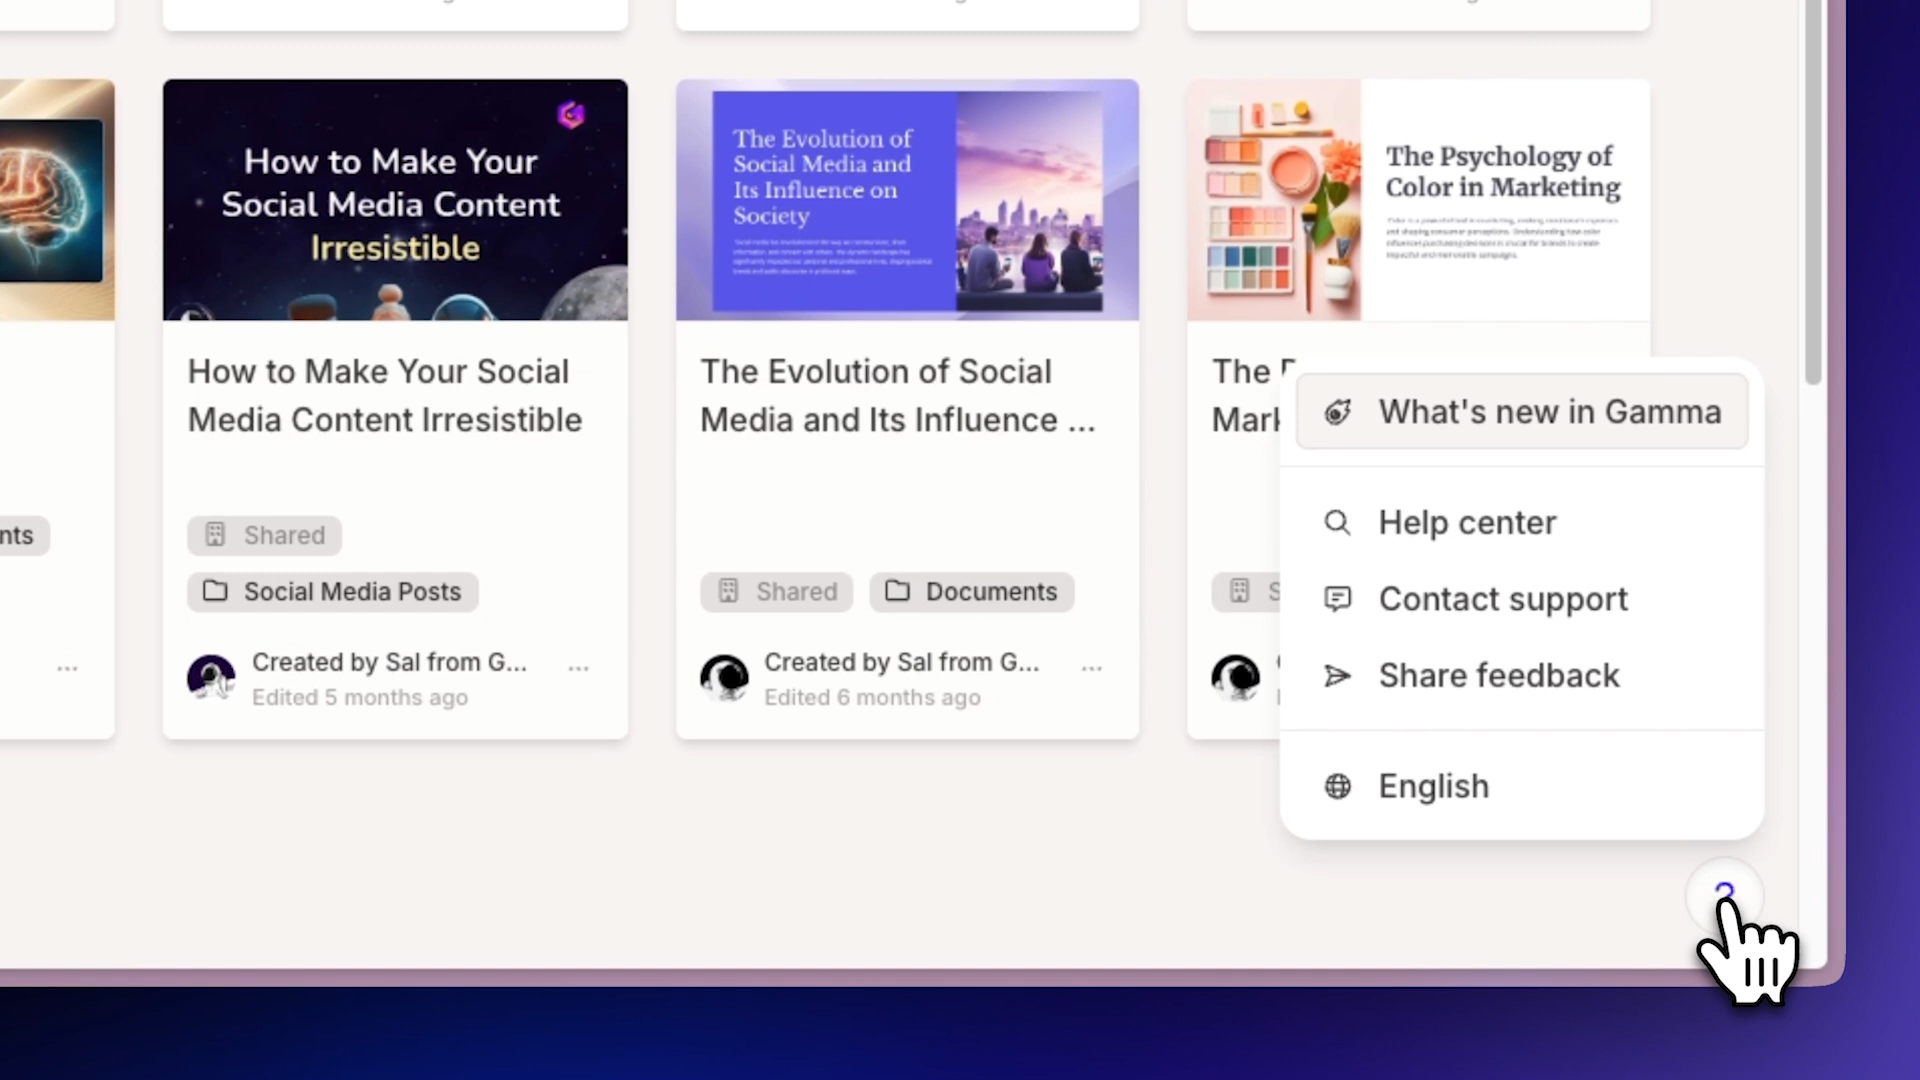 How to Make Your
Social Media Content
Irresistible
The Evolution of
Social Media and
Its Influence on
Society
The Psychology of
Color in Marketing
How to Make Your Social
Media Content Irresistible
Shared
Social Media Posts
Created by Sal from G...
Edited 5 months ago
The Evolution of Social
Media and Its Influence ...
Shared
Documents
Created by Sal from G...
Edited 6 months ago
The
What's new in Gamma
Help center
Contact support
Share feedback
English